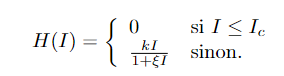 H(I) = { 0 si I ≤ I_c
kI / (1+ξI) sinon.